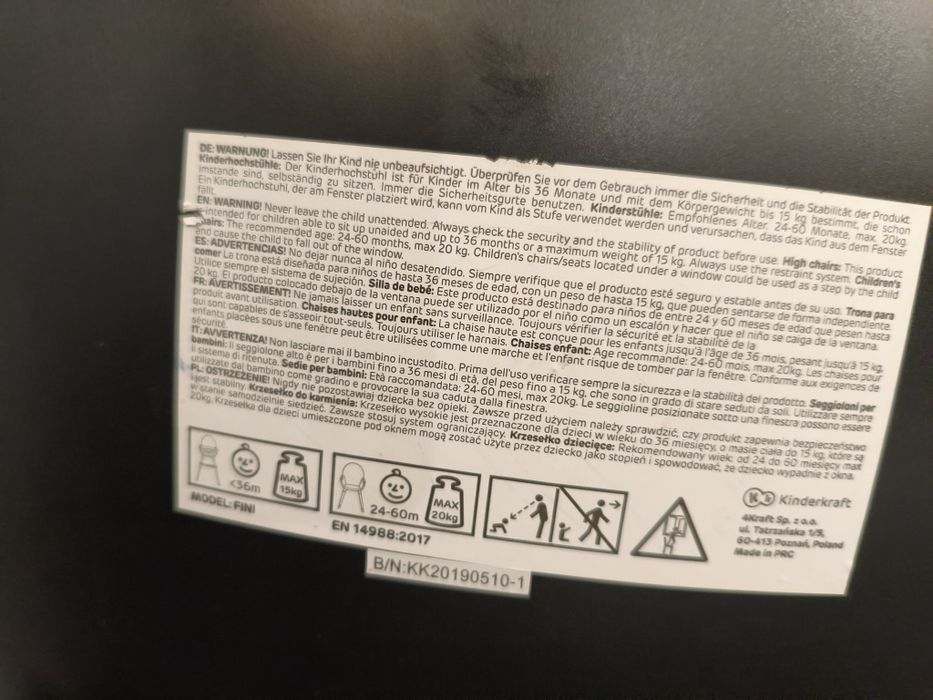 DE: WARNUNG! Lassen Sie Ihr Kind nie unbeaufsichtigt. Überprüfen Sie vor dem Gebrauch immer die Sicherheit und die Stabilität der Produkt.
Kinderhochstühle: Der Kinderhochstuhl ist für Kinder im Alter bis 36 Monate und mit dem Körpergewicht bis 15 kg bestimmt, die schon
imstande sind, selbständig zu sitzen. Immer die Sicherheitsgurte benutzen. Kinderstühle: Empfohlenes Alter: 24-60 Monate, max. 20kg.
Ein Kinderhochstuhl, der am Fenster platziert wird, kann vom Kind als Stufe verwendet werden und verursachen, dass das Kind aus dem Fenster
fällt.
EN: WARNING! Never leave the child unattended. Always check the security and the stability of product before use. High chairs: This product
is intended for children able to sit up unaided and up to 36 months or a maximum weight of 15 kg. Always use the restraint system. Children's
chairs: The recommended age: 24-60 months, max 20 kg. Children's chairs/seats located under a window could be used as a step by the child
and cause the child to fall out of the window.
ES: ADVERTENCIAS! No dejar nunca al niño desatendido. Siempre verifique que el producto esté seguro y estable antes de su uso. Trona para
comer La trona está diseñada para niños de hasta 36 meses de edad, con un peso de hasta 15 kg, que pueden sentarse de forma independiente.
Utilice siempre el sistema de sujeción. Silla de bebé: Este producto está destinado para niños de entre 24 y 60 meses de edad que pesen hasta
20 kg. El producto colocado debajo de la ventana puede ser utilizado por el niño como un escalón y hacer que el niño se caiga de la ventana.
FR: AVERTISSEMENT! Ne jamais laisser un enfant sans surveillance. Toujours vérifier la sécurité et la stabilité de la
produit avant utilisation. Chaises hautes pour enfant: La chaise haute est conçue pour les enfants jusqu'à l'âge de 36 mois, pesant jusqu'à 15 kg,
qui sont capables de s'asseoir tout-seuls. Toujours utiliser le harnais. Chaises enfant: Age recommande: 24-60 mois, max 20kg. Les chaises pour
enfants placées sous une fenêtre peut être utilisées comme une marche et l'enfant risque de tomber par la fenêtre. Conforme aux exigences de
sécurité.
IT: AVVERTENZA! Non lasciare mai il bambino incustodito. Prima dell'uso verificare sempre la sicurezza e la stabilità del prodotto. Seggioloni per
bambini: Il seggiolone alto è per i bambini fino a 36 mesi di età, del peso fino a 15 kg, che sono in grado di stare seduti da soli. Utilizzare sempre
il sistema di ritenuta. Sedie per bambini: Età raccomandata: 24-60 mesi, max 20kg. Le seggioline posizionate sotto una finestra possono essere
utilizzate dal bambino come gradino e provocare la sua caduta dalla finestra.
PL: OSTRZEŻENIE! Nigdy nie pozostawiaj dziecka bez opieki. Zawsze przed użyciem należy sprawdzić, czy produkt zapewnia bezpieczeństwo
i jest stabilny. Krzesełko do karmienia: Krzesełko wysokie jest przeznaczone dla dzieci w wieku do 36 miesięcy, o masie ciała do 15 kg, które są
w stanie samodzielnie siedzieć. Zawsze stosuj system ograniczający. Krzesełko dziecięce: Rekomendowany wiek: od 24 do 60 miesięcy max
20kg. Krzesełka dla dzieci umieszczone pod oknem mogą zostać użyte przez dziecko jako stopień i spowodować, że dziecko wypadnie z okna.
<36m
MAX
15kg
24-60m
MAX
20kg
MODEL: FINI
EN 14988:2017
KK Kinderkraft
4Kraft Sp. z o.o.
ul. Tatrzańska 1/5,
60-413 Poznań, Poland
Made in PRC
B/N:KK20190510-1